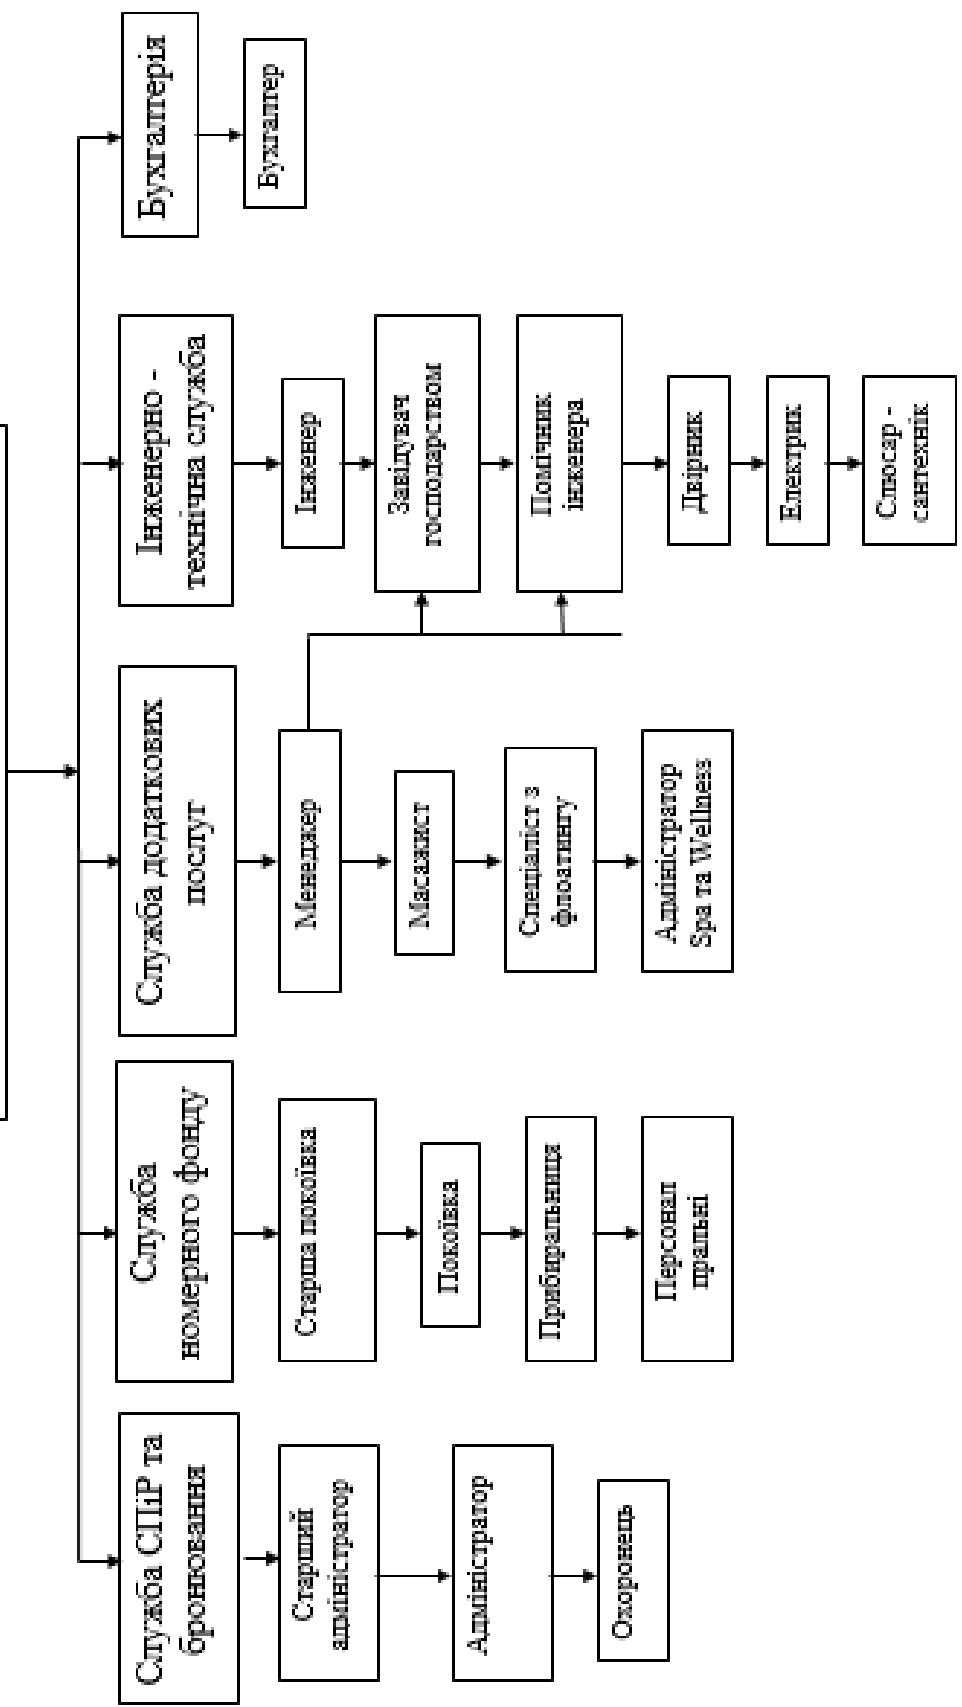 Служба СПіР та
бронювання
Старший
адміністратор
Адміністратор
Охоронець
Служба
номерного фонду
Старша покоївка
Покоївка
Прибиральниця
Персонал
пральні
Служба додаткових
послуг
Менеджер
Масажист
Спеціаліст з
флоатингу
Адміністратор
Spa та Wellness
Інженерно -
технічна служба
Інженер
Завідувач
господарством
Помічник
інженера
Двірник
Електрик
Слюсар -
сантехнік
Бухгалтерія
Бухгалтер